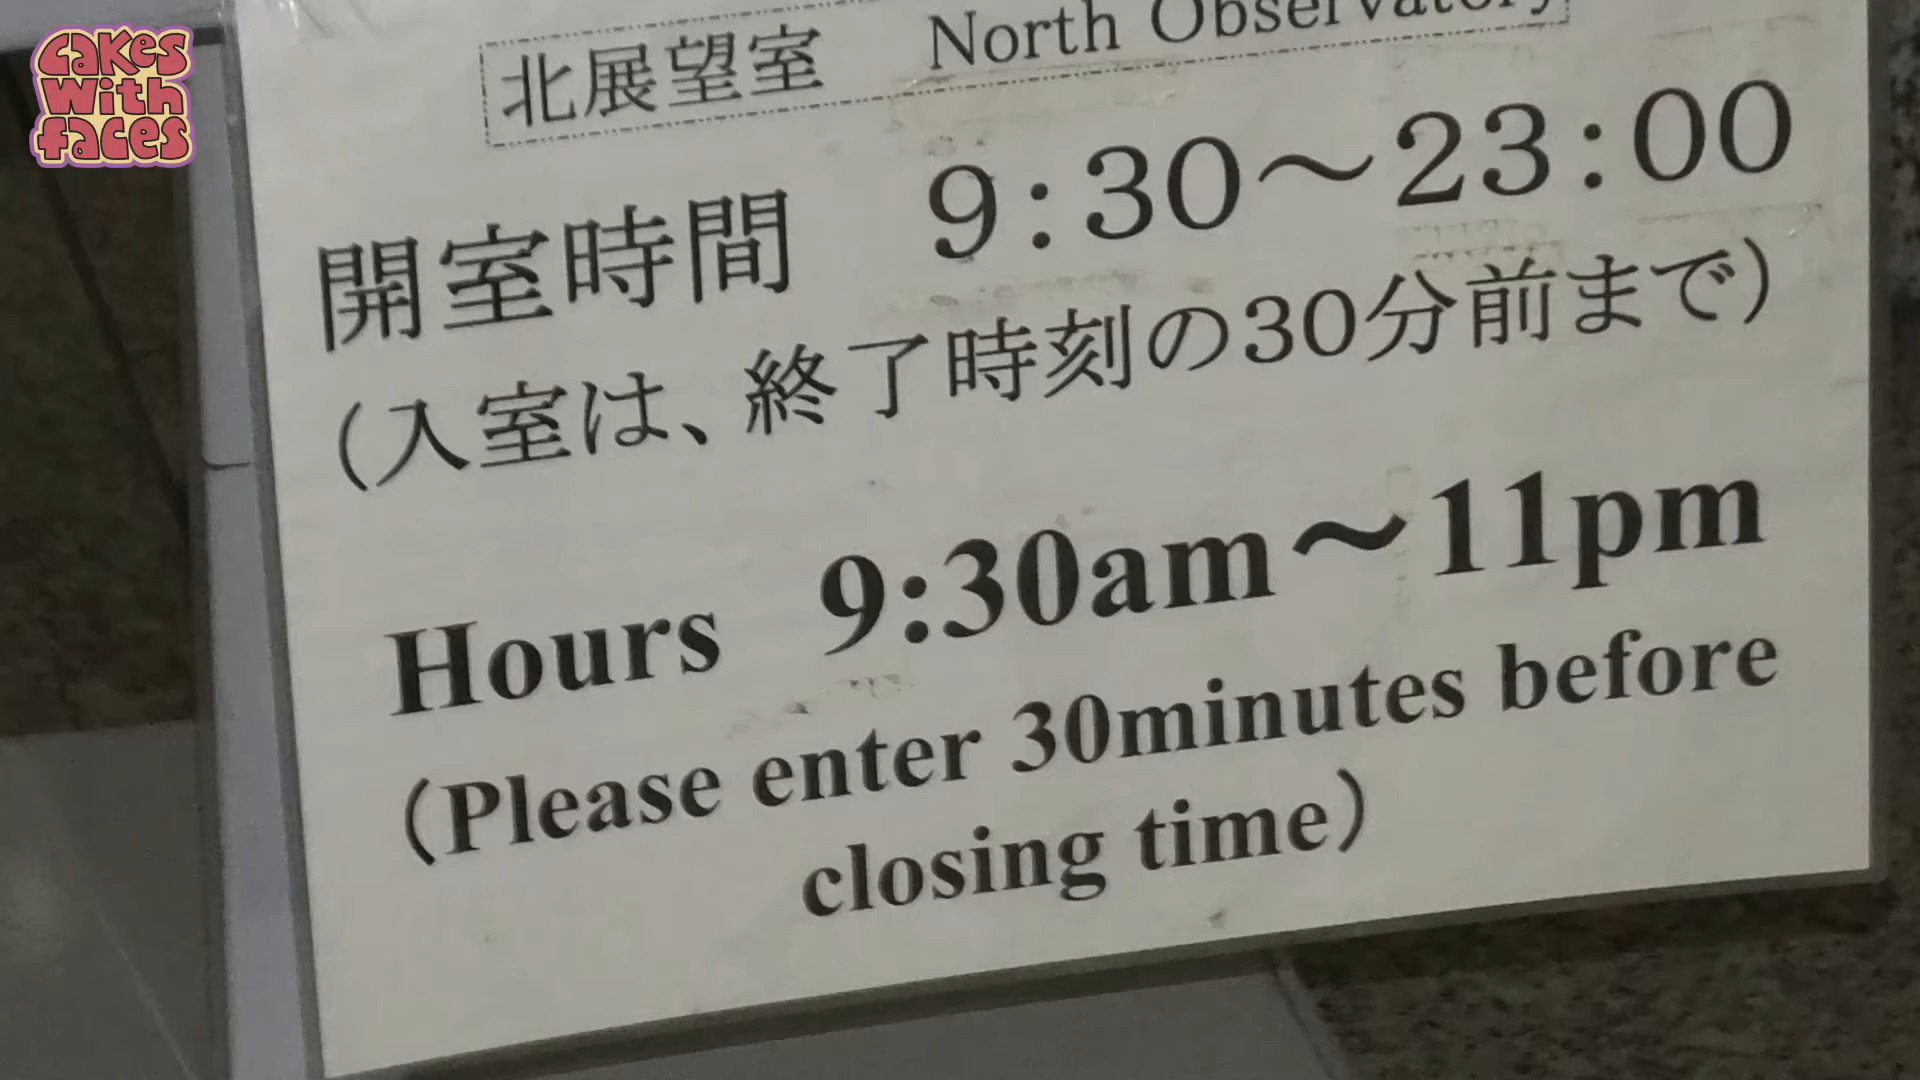 Cakes
With
faces
北展望室 North Observatory
開室時間 9:30～23:00
(入室は、終了時刻の30分前まで)
Hours 9:30am～11pm
(Please enter 30minutes before
closing time)